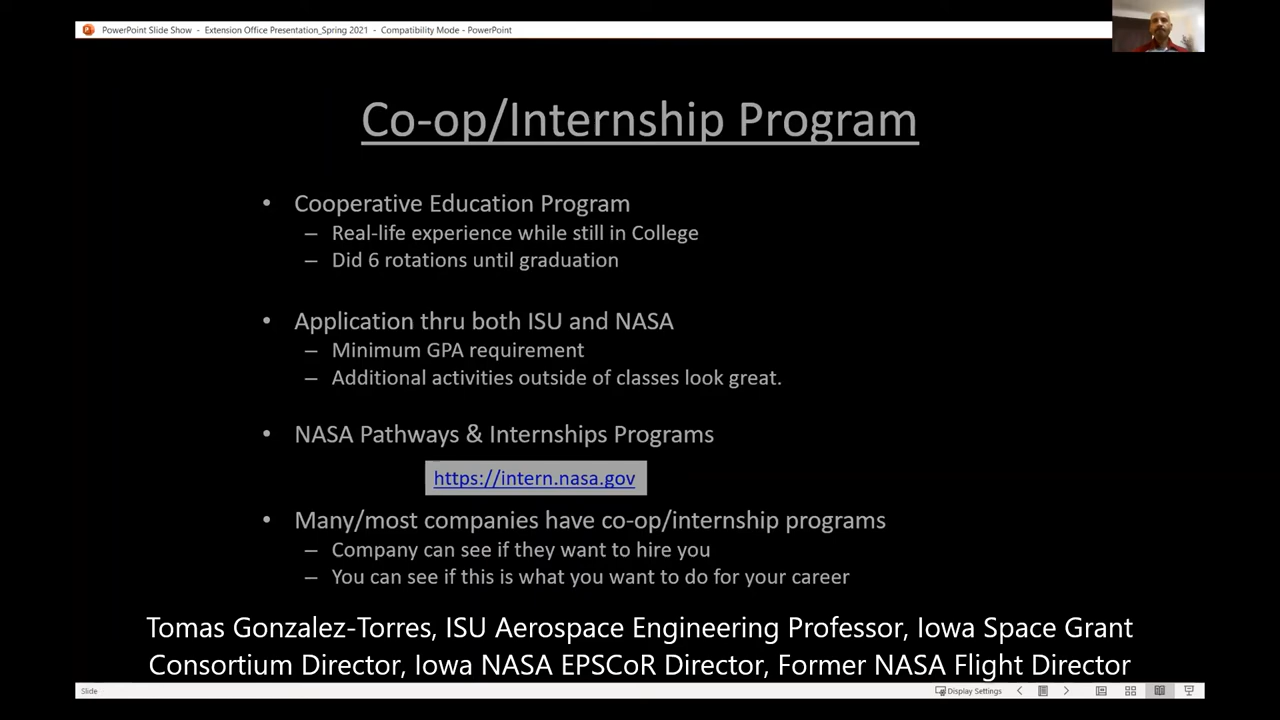 PowerPoint Slide Show - Extension Office Presentation_Spring 2021 - Compatibility Mode - PowerPoint
Co-op/Internship Program
• Cooperative Education Program
– Real-life experience while still in College
– Did 6 rotations until graduation
• Application thru both ISU and NASA
– Minimum GPA requirement
– Additional activities outside of classes look great.
• NASA Pathways & Internships Programs
https://intern.nasa.gov
• Many/most companies have co-op/internship programs
– Company can see if they want to hire you
– You can see if this is what you want to do for your career
Tomas Gonzalez-Torres, ISU Aerospace Engineering Professor, Iowa Space Grant
Consortium Director, Iowa NASA EPSCoR Director, Former NASA Flight Director
Slide
Display Settings